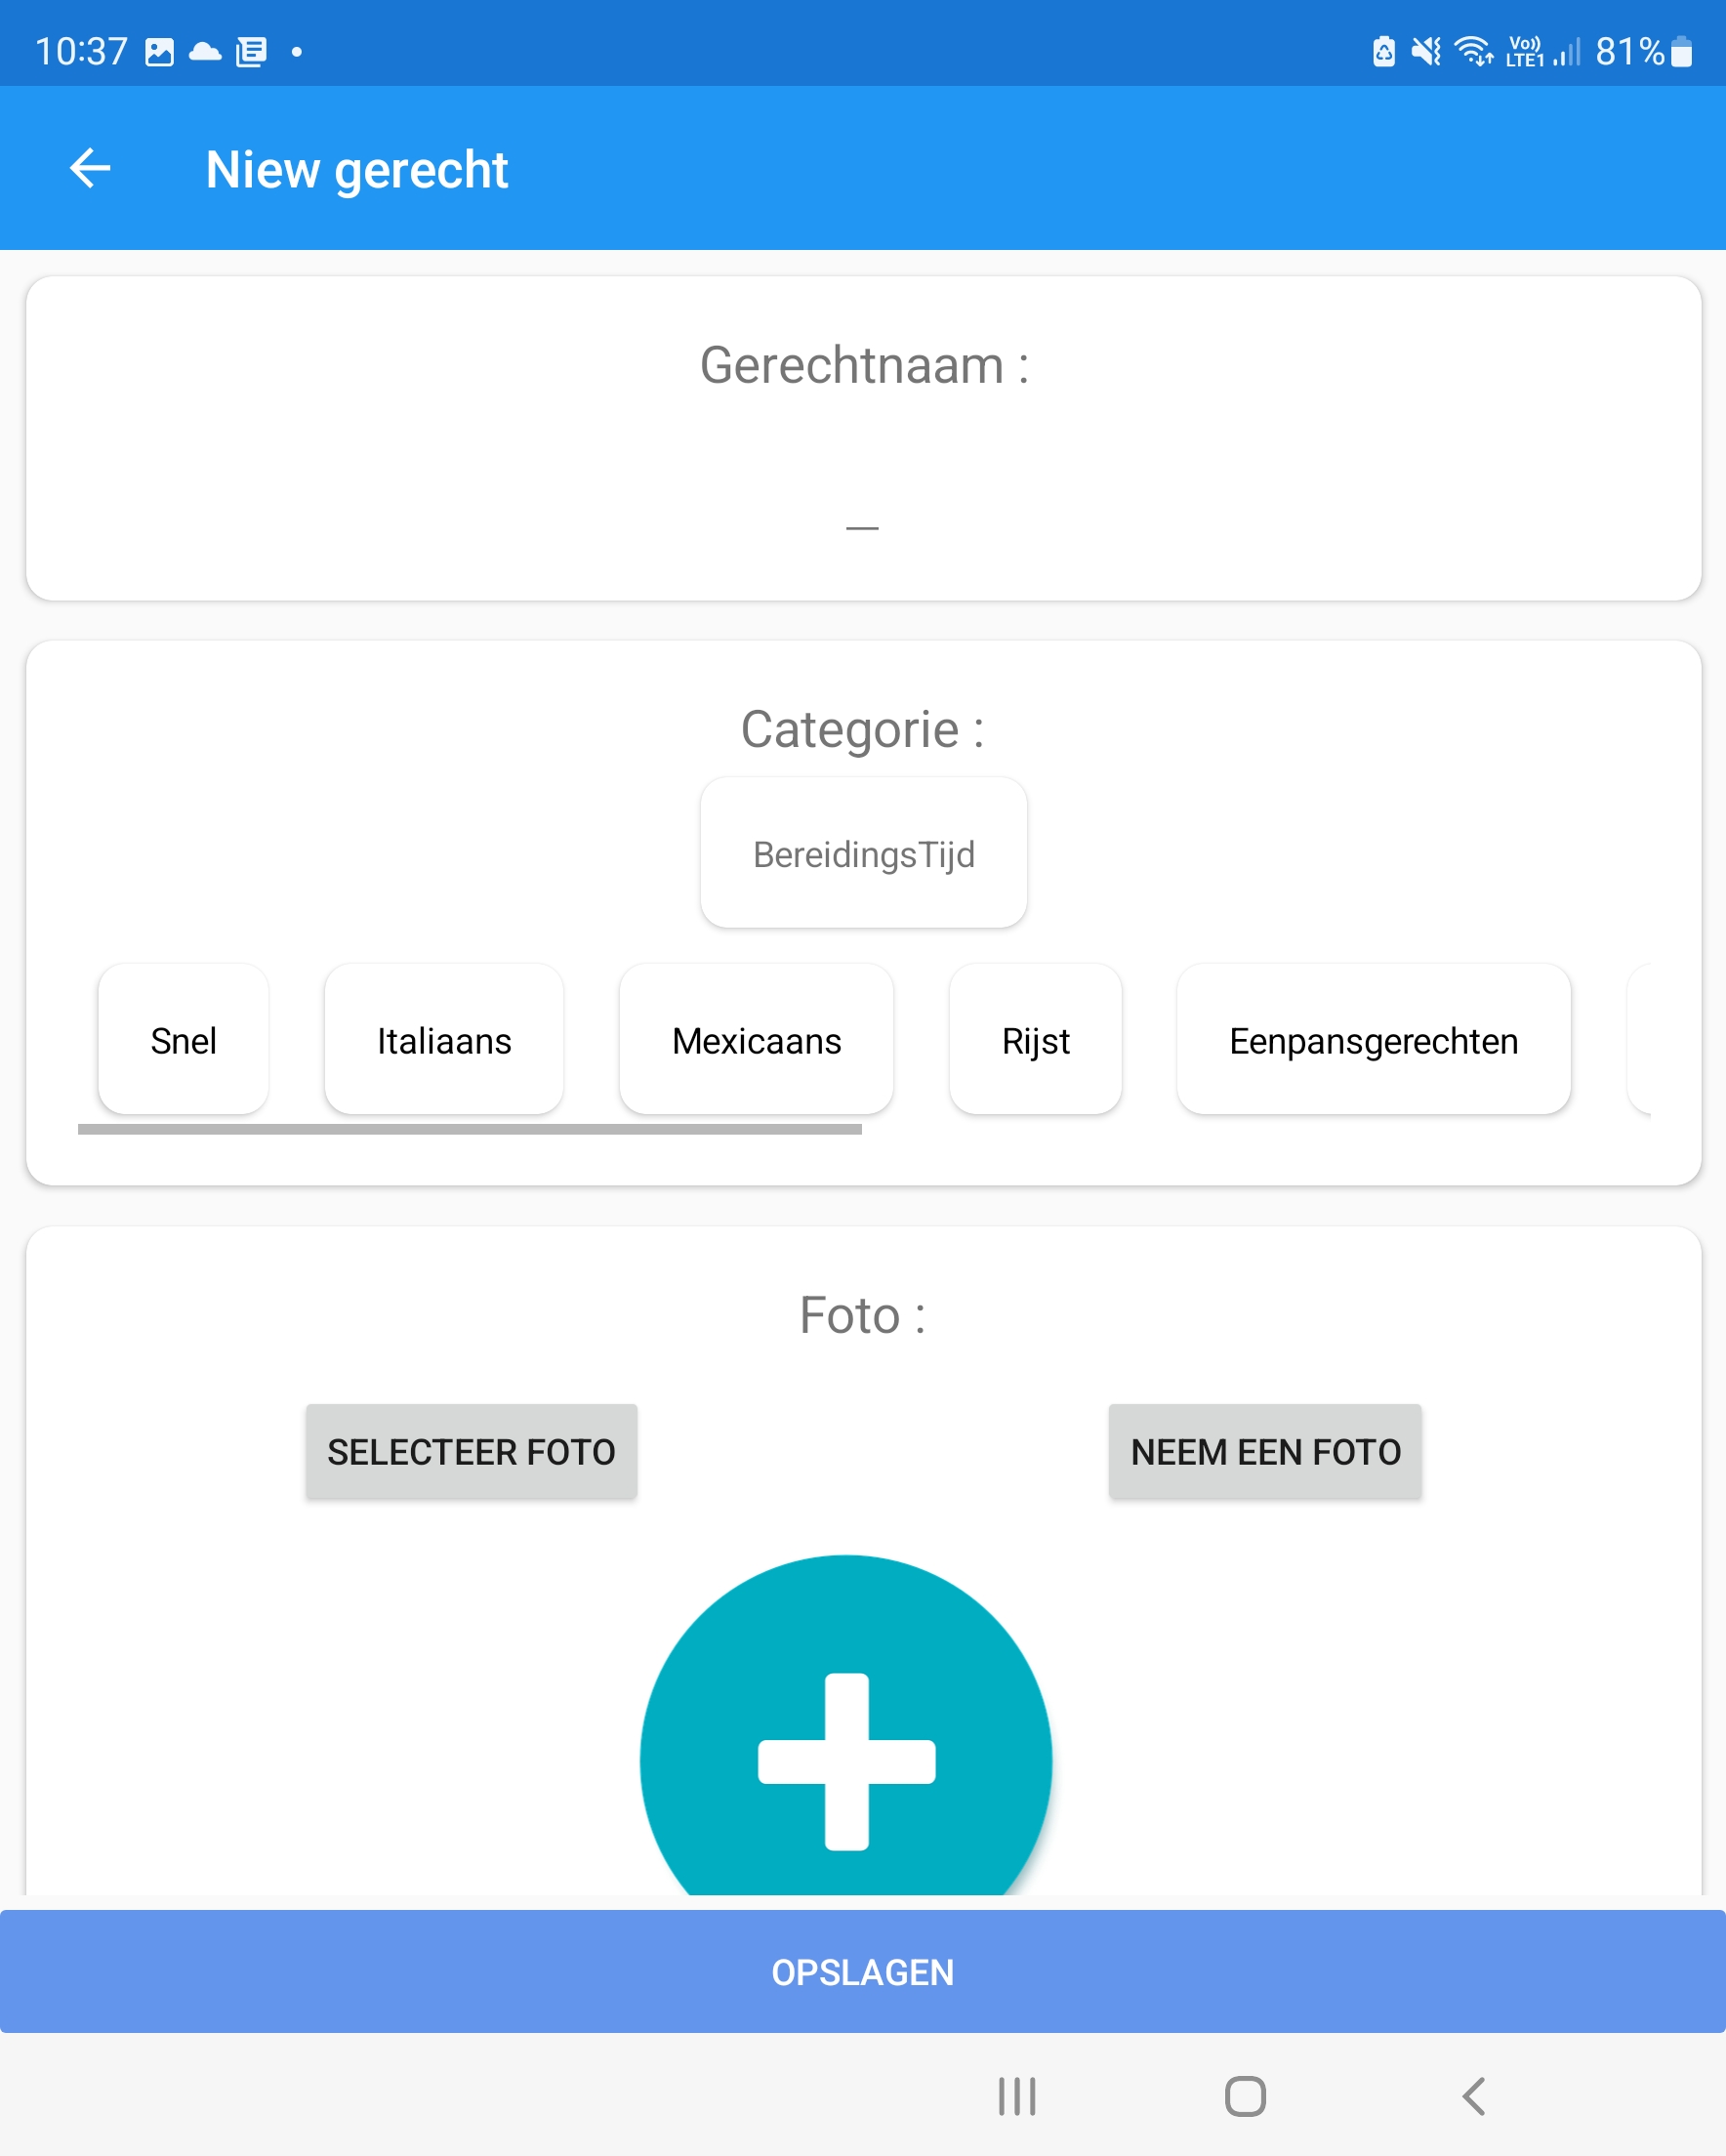 10:37 Vo)) LTE1 81%
Niew gerecht
Gerechtnaam :
Categorie :
BereidingsTijd
Snel Italiaans Mexicaans Rijst Eenpansgerechten
Foto :
SELECTEER FOTO NEEM EEN FOTO
OPSLAGEN